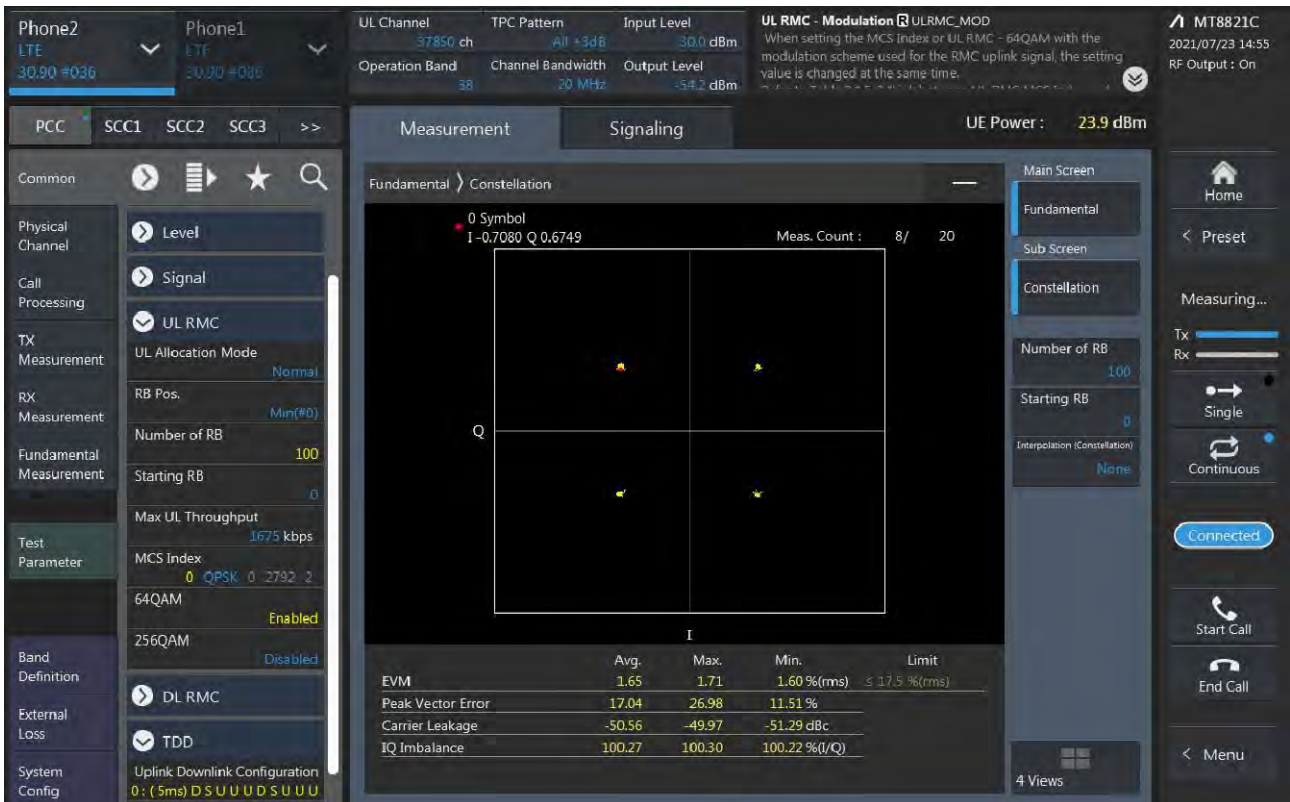 Phone2
LTE
30.90 #036
Phone1
LTE
30.90 #036
UL Channel
37850 ch
Operation Band
38
TPC Pattern
All +3dB
Channel Bandwidth
20 MHz
Input Level
30.0 dBm
Output Level
-54.2 dBm
UL RMC - Modulation R ULRMC_MOD
When setting the MCS Index or UL RMC - 64QAM with the
modulation scheme used for the RMC uplink signal, the setting
value is changed at the same time.
MT8821C
2021/07/23 14:55
RF Output : On
PCC SCC1 SCC2 SCC3 >>
Measurement Signaling
UE Power : 23.9 dBm
Common
Physical
Channel
Call
Processing
TX
Measurement
RX
Measurement
Fundamental
Measurement
Test
Parameter
Band
Definition
External
Loss
System
Config
Level
Signal
UL RMC
UL Allocation Mode
Normal
RB Pos.
Min(#0)
Number of RB
100
Starting RB
0
Max UL Throughput
1675 kbps
MCS Index
0 QPSK 0 2792 2
64QAM
Enabled
256QAM
Disabled
DL RMC
TDD
Uplink Downlink Configuration
0 : ( 5ms) D S U U U D S U U U
Fundamental Constellation
0 Symbol
I -0.7080 Q 0.6749
Meas. Count : 8/ 20
Q
I
Avg. Max. Min. Limit
EVM 1.65 1.71 1.60 %(rms) ≤ 17.5 %(rms)
Peak Vector Error 17.04 26.98 11.51 %
Carrier Leakage -50.56 -49.97 -51.29 dBc
IQ Imbalance 100.27 100.30 100.22 %(I/Q)
Main Screen
Fundamental
Sub Screen
Constellation
Number of RB
100
Starting RB
0
Interpolation (Constellation)
None
4 Views
Home
< Preset
Measuring...
Tx
Rx
Single
Continuous
Connected
Start Call
End Call
< Menu